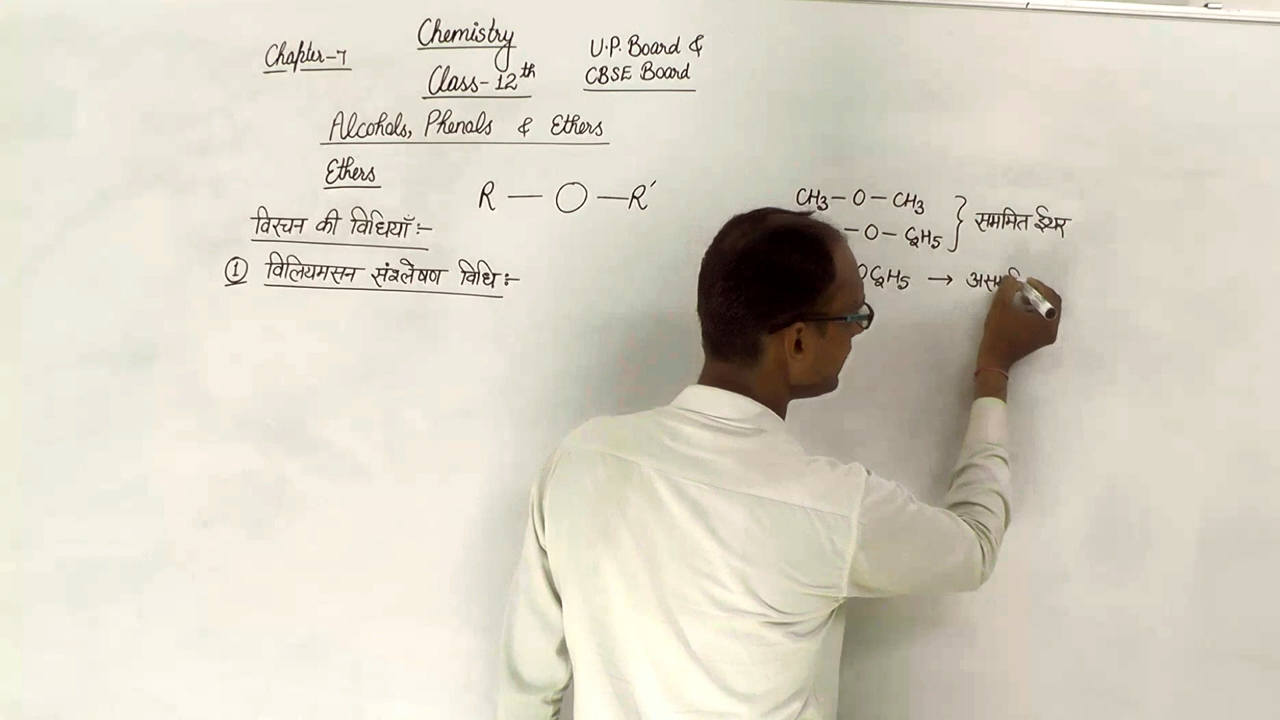 Chapter-7
Chemistry
Class-12th
U.P. Board &
CBSE Board
Alcohols, Phenols & Ethers
Ethers
R — O — R′
विरचन की विधियाँ :-
① विलियमसन संश्लेषण विधि :-
CH3 — O — CH3
— O — C2H5 } सममित ईथर
OC2H5 →